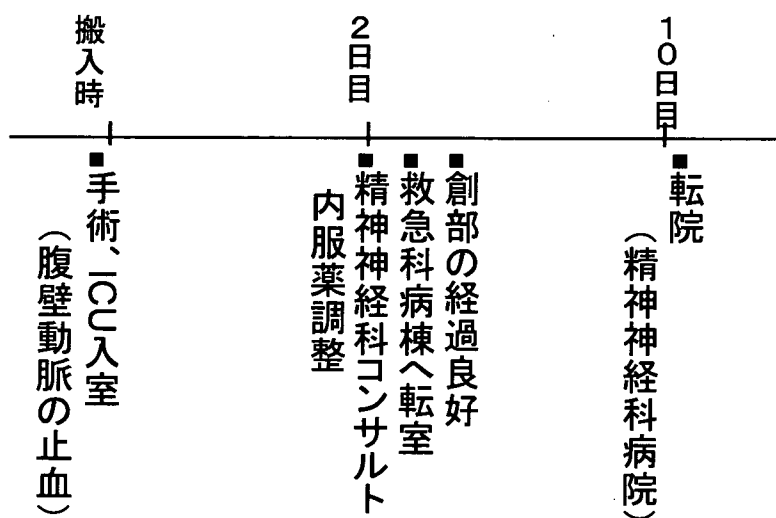 搬入時
■手術、ICU入室
（腹壁動脈の止血）
2日目
■精神神経科コンサルト
内服薬調整
■救急科病棟へ転室
■創部の経過良好
10日目
■転院
（精神神経科病院）